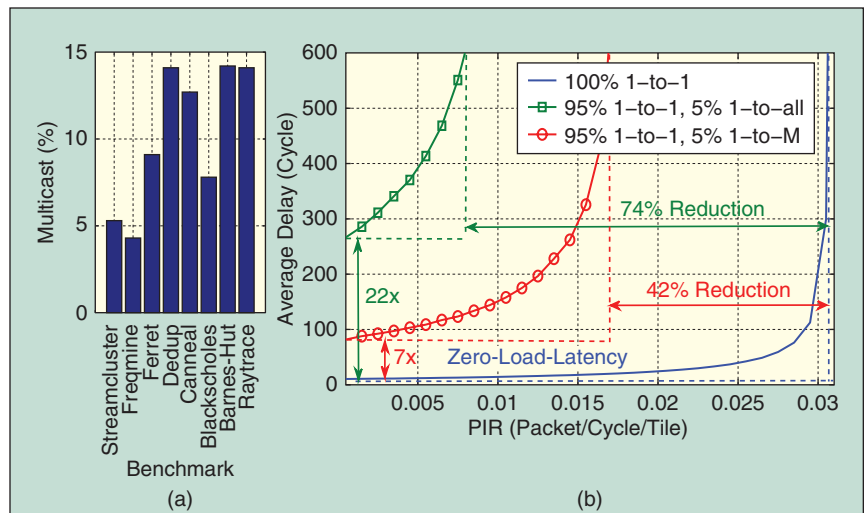 15
10
5
0
Multicast (%)
Streamcluster
Freqmine
Ferret
Dedup
Canneal
Blackscholes
Barnes-Hut
Raytrace
Benchmark
(a)
(b)
600
500
400
300
200
100
0
Average Delay (Cycle)
100% 1–to–1
95% 1–to–1, 5% 1–to–all
95% 1–to–1, 5% 1–to–M
74% Reduction
22x
42% Reduction
7x
Zero-Load-Latency
0.005
0.01
0.015
0.02
0.025
0.03
PIR (Packet/Cycle/Tile)